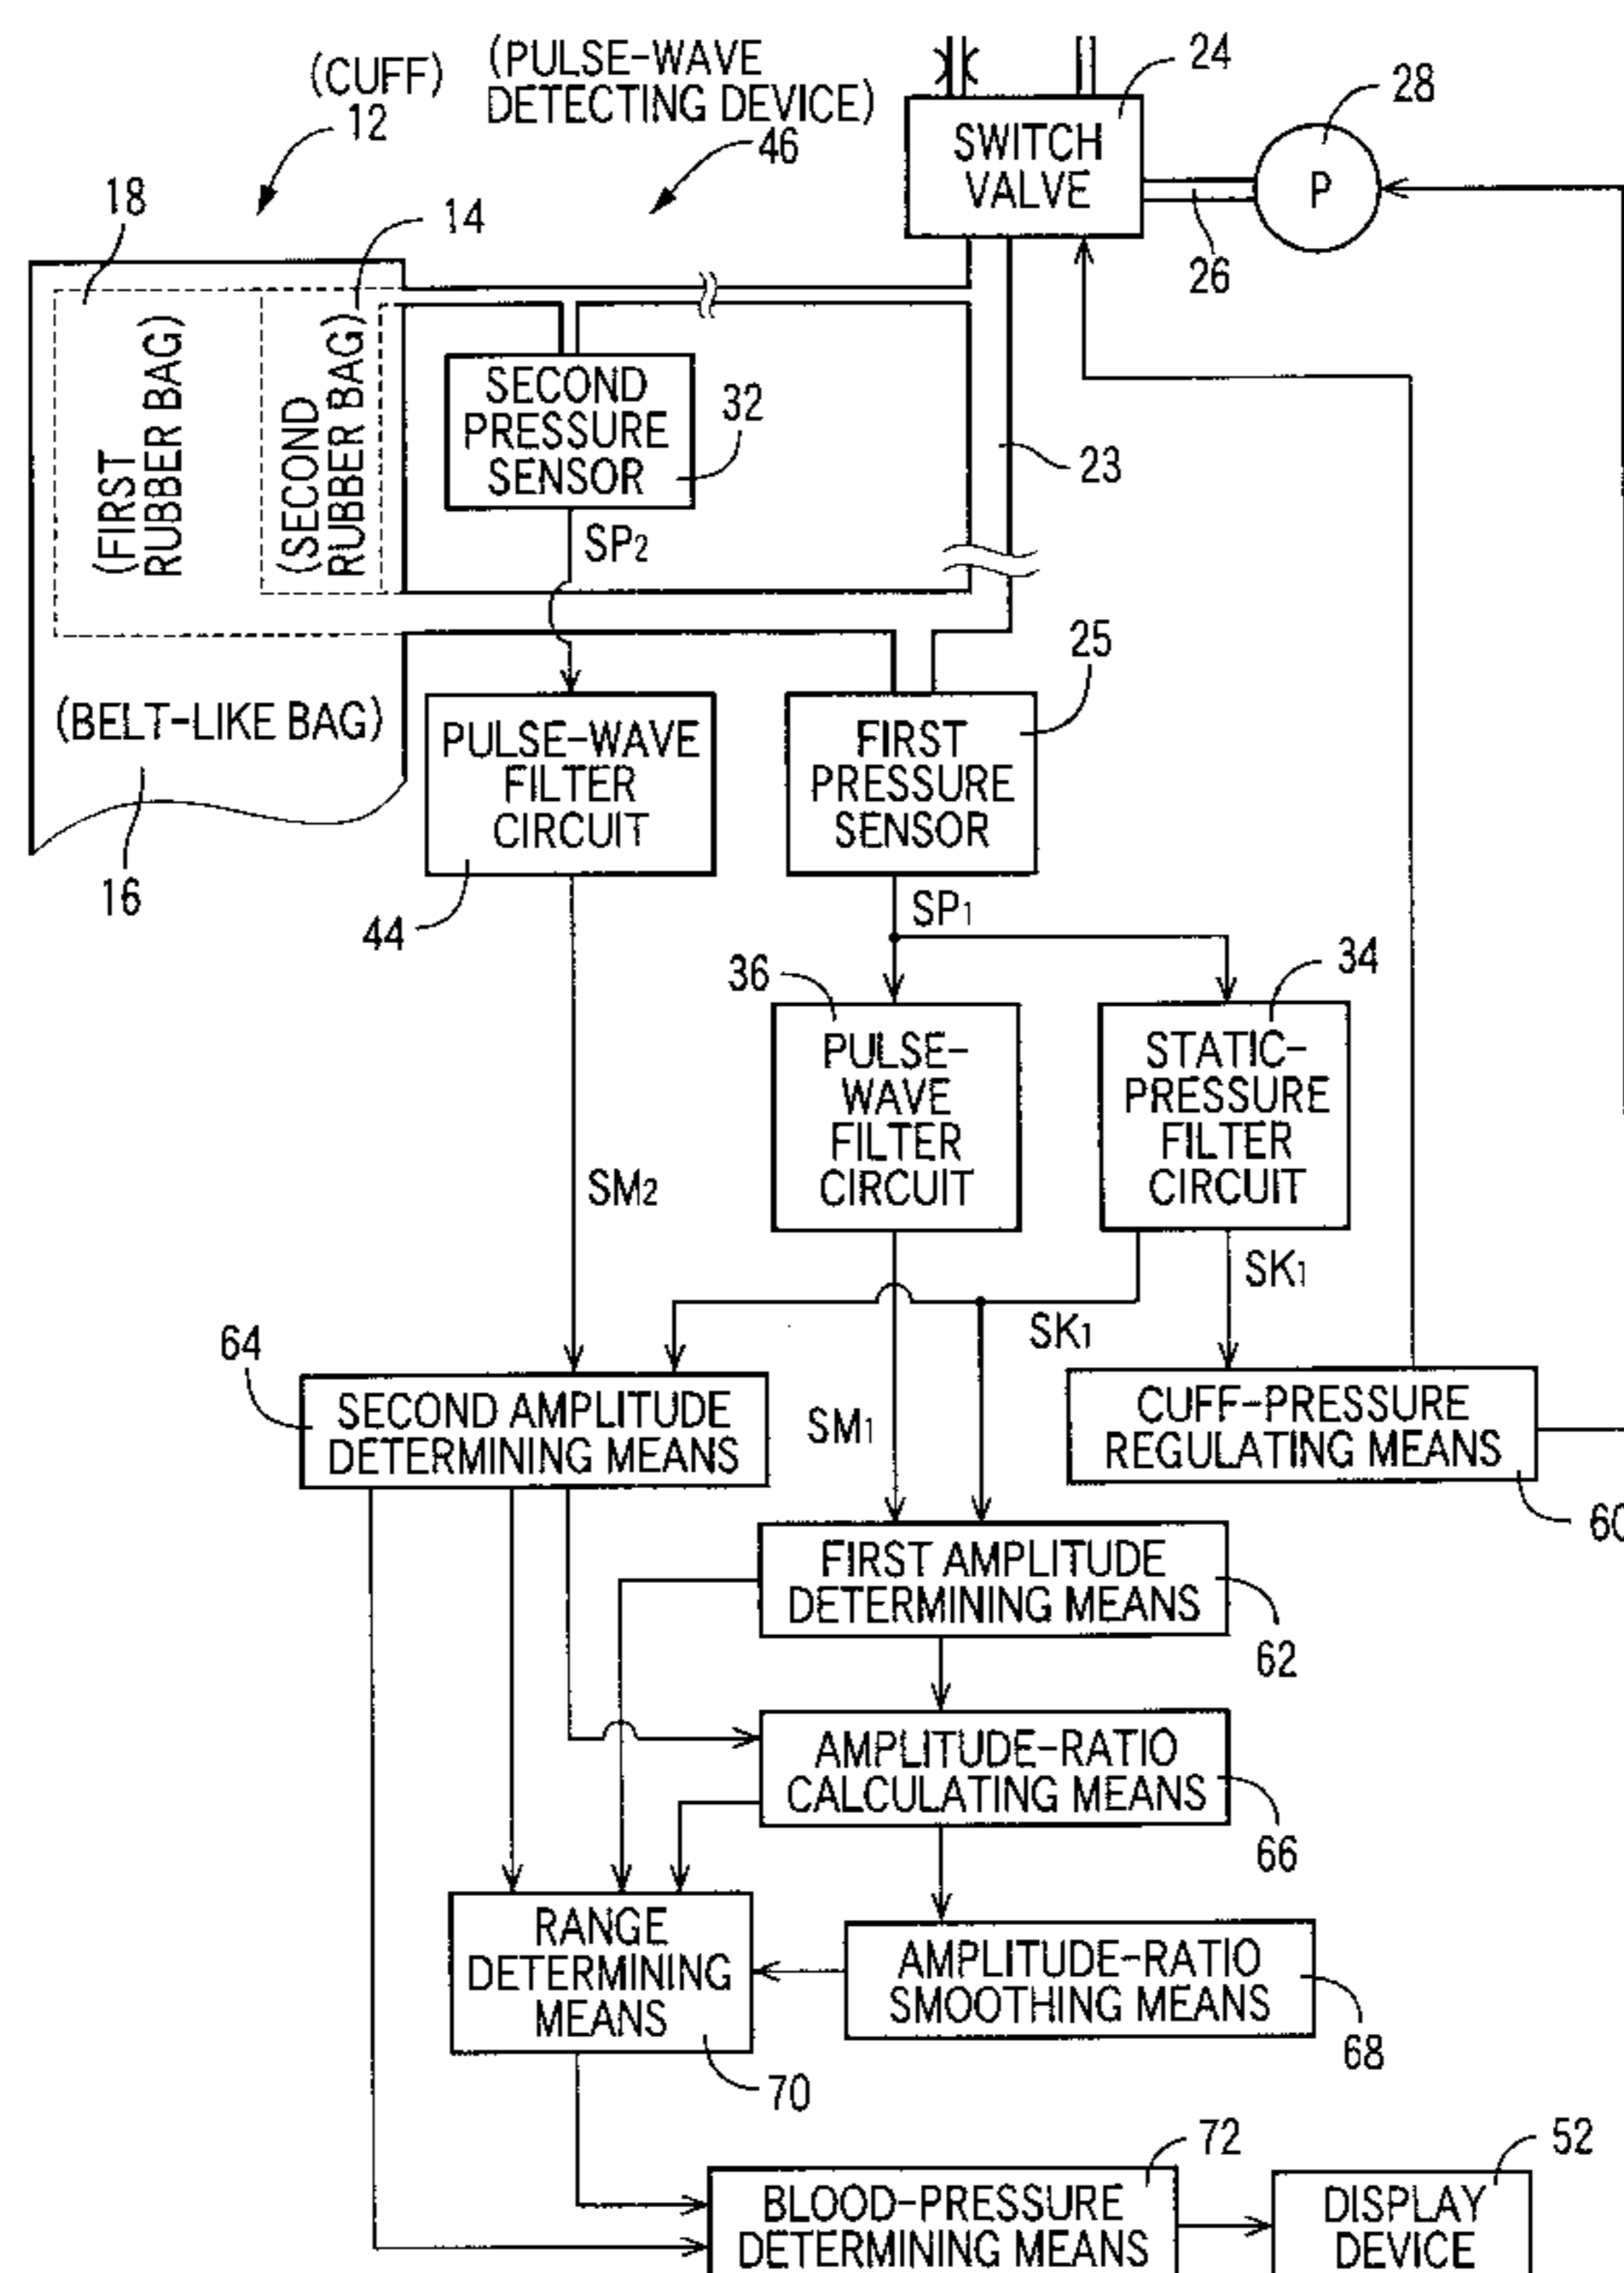 (CUFF)
12
(PULSE-WAVE
DETECTING DEVICE)
46
24
SWITCH
VALVE
28
P
26
18
14
(FIRST
RUBBER BAG)
(SECOND
RUBBER BAG)
SECOND
PRESSURE
SENSOR
32
23
SP2
25
(BELT-LIKE BAG)
16
PULSE-WAVE
FILTER
CIRCUIT
44
FIRST
PRESSURE
SENSOR
SP1
36
34
PULSE-
WAVE
FILTER
CIRCUIT
STATIC-
PRESSURE
FILTER
CIRCUIT
SM2
SK1
SK1
64
SECOND AMPLITUDE
DETERMINING MEANS
SM1
CUFF-PRESSURE
REGULATING MEANS
60
FIRST AMPLITUDE
DETERMINING MEANS
62
AMPLITUDE-RATIO
CALCULATING MEANS
66
RANGE
DETERMINING
MEANS
70
AMPLITUDE-RATIO
SMOOTHING MEANS
68
72
BLOOD-PRESSURE
DETERMINING MEANS
52
DISPLAY
DEVICE